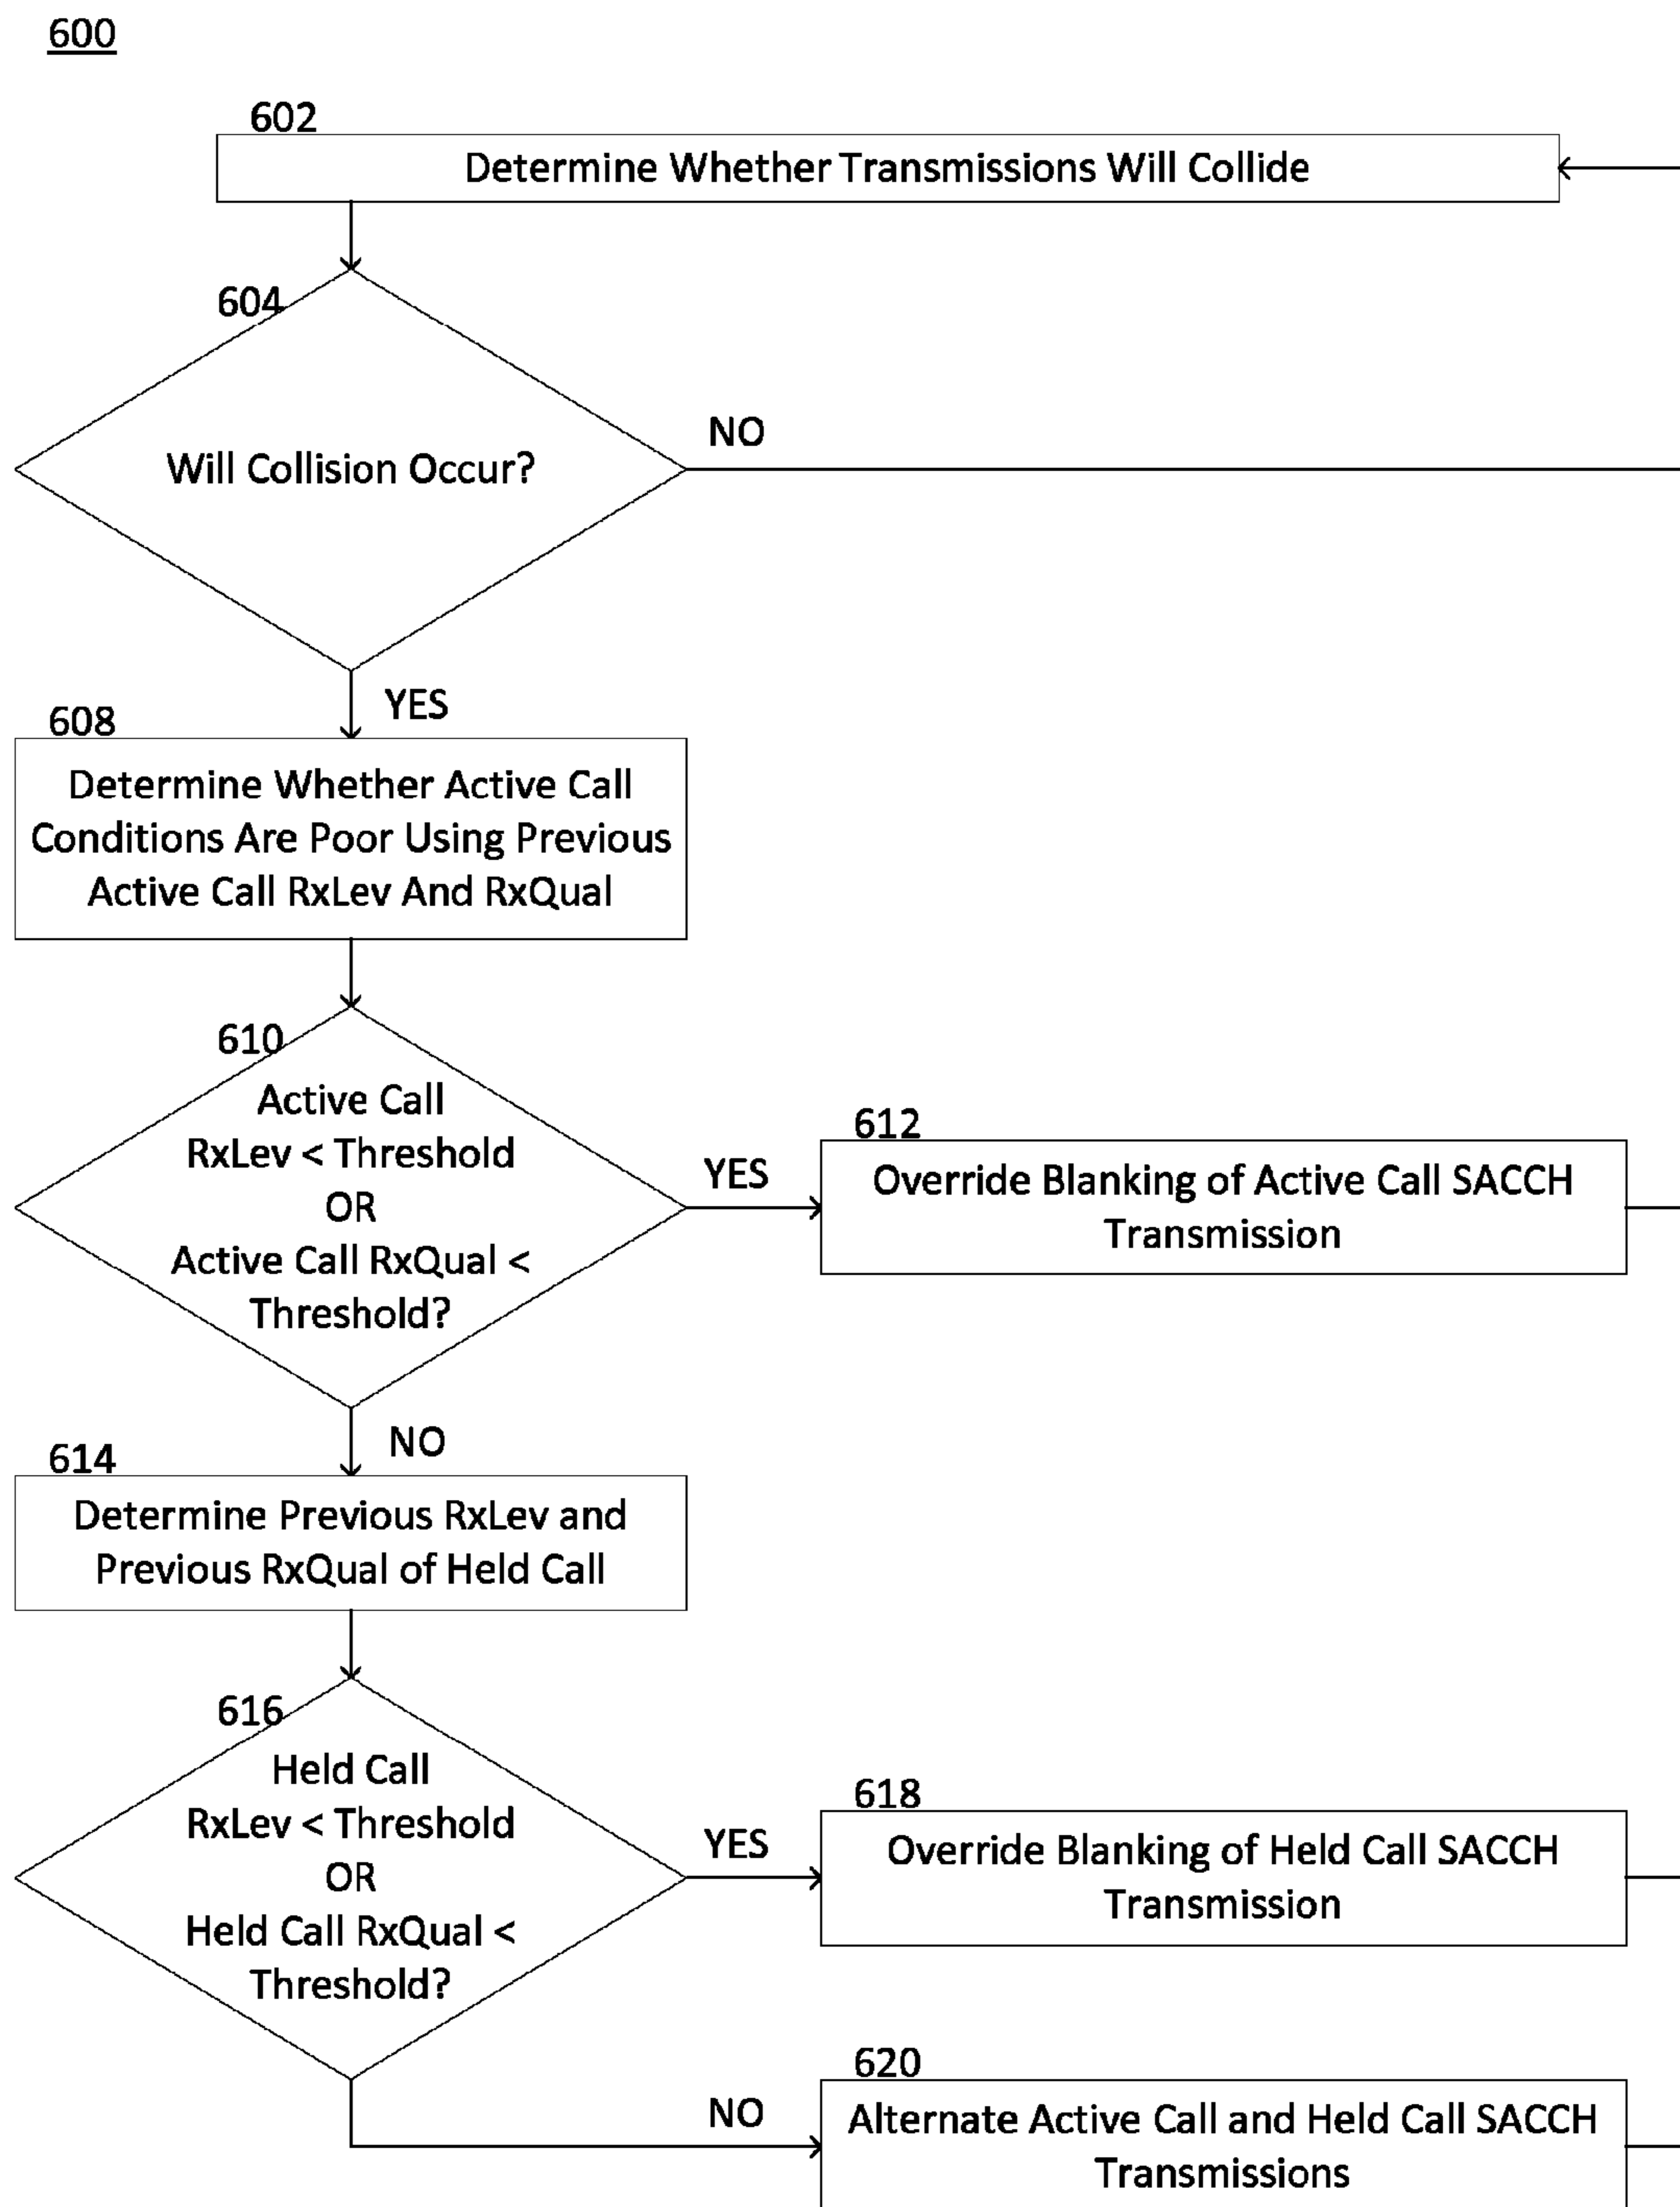 600
602
Determine Whether Transmissions Will Collide
604
Will Collision Occur?
NO
YES
608
Determine Whether Active Call
Conditions Are Poor Using Previous
Active Call RxLev And RxQual
610
Active Call
RxLev < Threshold
OR
Active Call RxQual <
Threshold?
YES
612
Override Blanking of Active Call SACCH
Transmission
NO
614
Determine Previous RxLev and
Previous RxQual of Held Call
616
Held Call
RxLev < Threshold
OR
Held Call RxQual <
Threshold?
YES
618
Override Blanking of Held Call SACCH
Transmission
NO
620
Alternate Active Call and Held Call SACCH
Transmissions